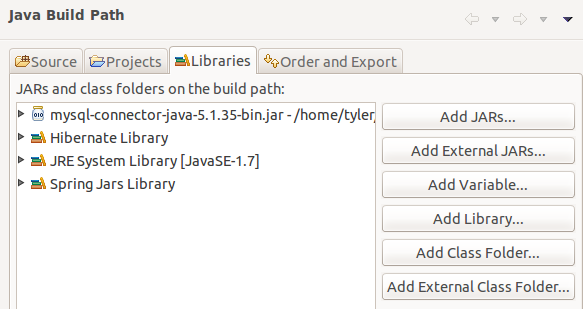 Java Build Path
Source Projects Libraries Order and Export
JARs and class folders on the build path:
mysql-connector-java-5.1.35-bin.jar - /home/tyler/
Hibernate Library
JRE System Library [JavaSE-1.7]
Spring Jars Library
Add JARs...
Add External JARs...
Add Variable...
Add Library...
Add Class Folder...
Add External Class Folder...